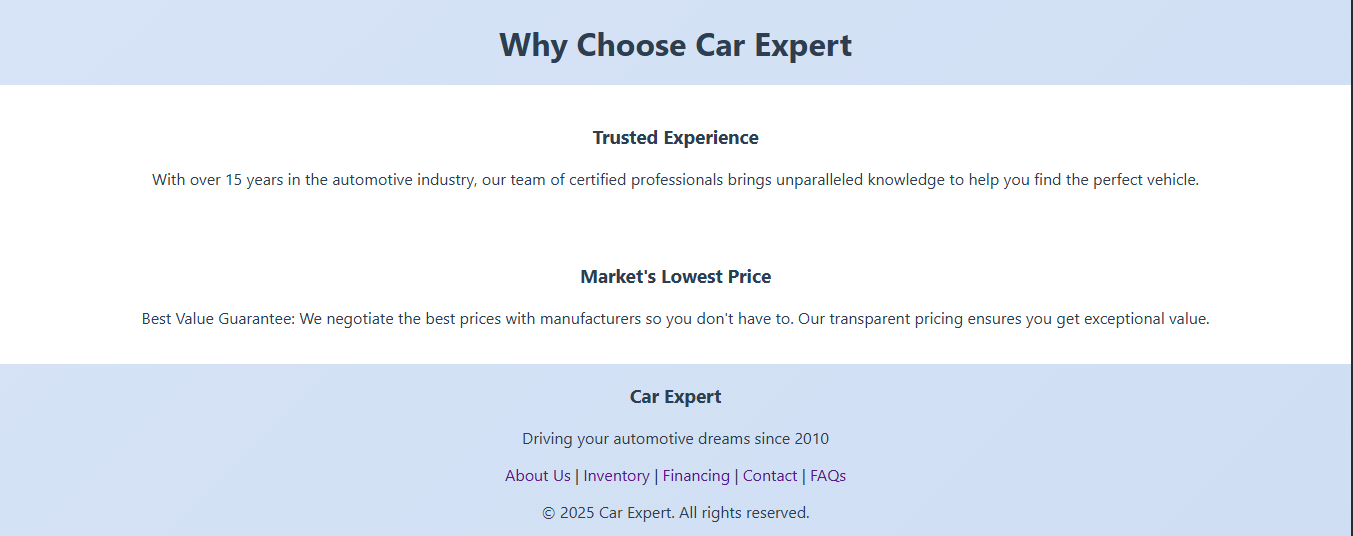 Why Choose Car Expert
Trusted Experience
With over 15 years in the automotive industry, our team of certified professionals brings unparalleled knowledge to help you find the perfect vehicle.
Market's Lowest Price
Best Value Guarantee: We negotiate the best prices with manufacturers so you don't have to. Our transparent pricing ensures you get exceptional value.
Car Expert
Driving your automotive dreams since 2010
About Us | Inventory | Financing | Contact | FAQs
© 2025 Car Expert. All rights reserved.